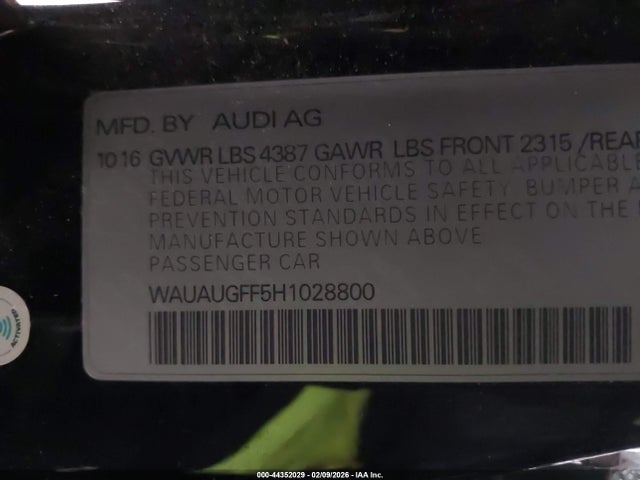 MFD. BY AUDI AG
10 16 GVWR LBS 4387 GAWR LBS FRONT 2315 /REAR
THIS VEHICLE CONFORMS TO ALL APPLICABLE
FEDERAL MOTOR VEHICLE SAFETY, BUMPER A
PREVENTION STANDARDS IN EFFECT ON THE
MANUFACTURE SHOWN ABOVE
PASSENGER CAR
WAUAUGFF5H1028800
ACTIVATED
000-44352029 - 02/09/2026 - IAA Inc.